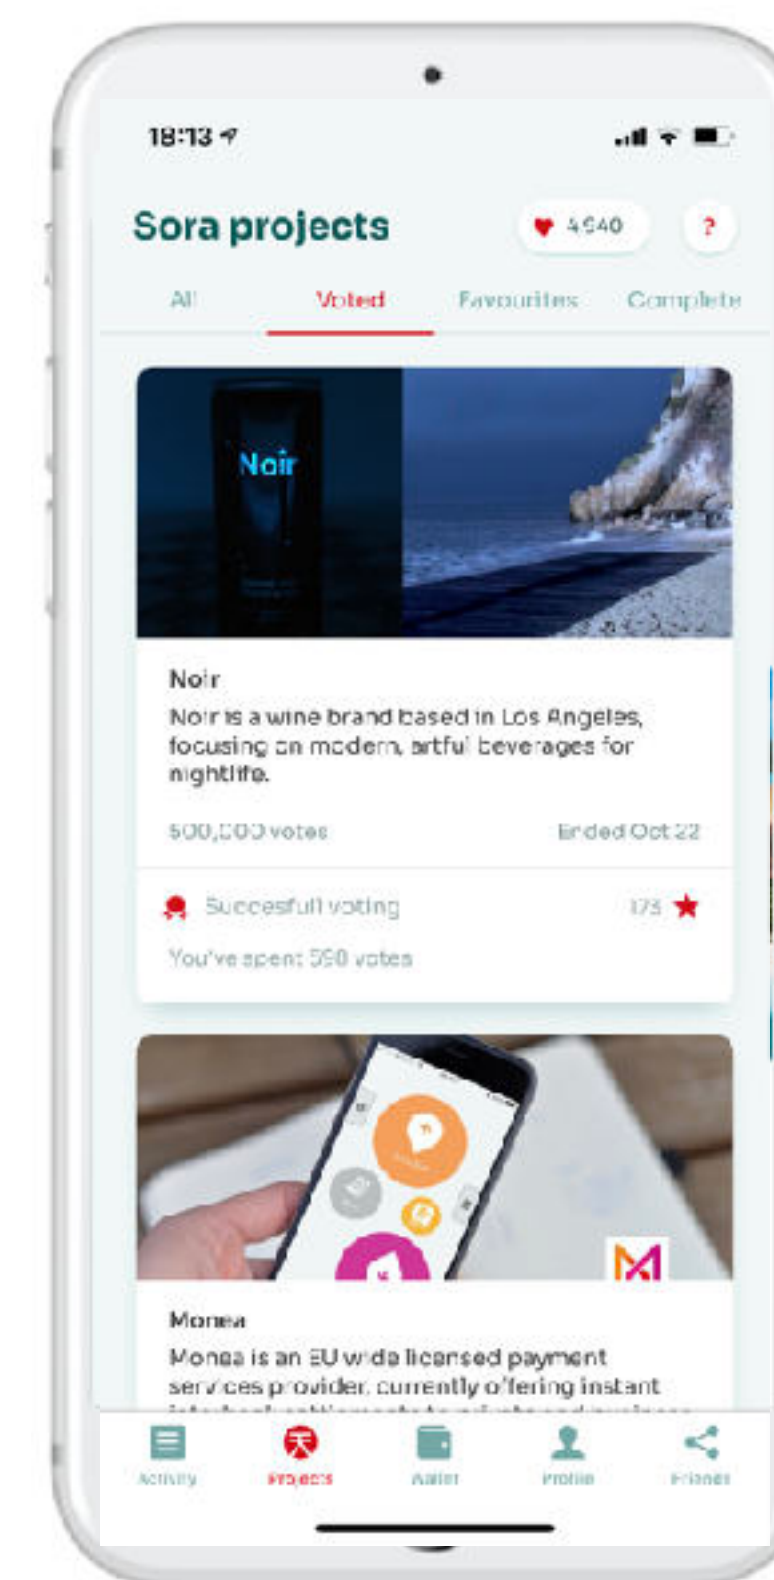 18:13
Sora projects
4940
?
All
Voted
Favourites
Complete
Noir
Noir
Noir is a wine brand based in Los Angeles,
focusing on modern, artful beverages for
nightlife.
500,000 votes
Ended Oct 22
Succesfull voting
173
You've spent 590 votes
Monea
Monea is an EU wide licensed payment
services provider, currently offering instant
Activity
Projects
Wallet
Profile
Friends